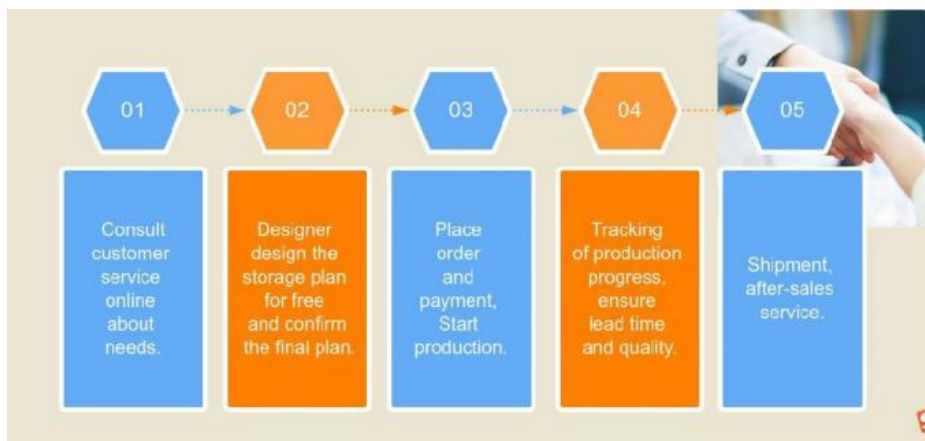 01
02
03
04
05
Consult
customer
service
online
about
needs.
Designer
design the
storage plan
for free
and confirm
the final plan.
Place
order
and
payment,
Start
production.
Tracking
of production
progress,
ensure
lead time
and quality.
Shipment,
after-sales
service.